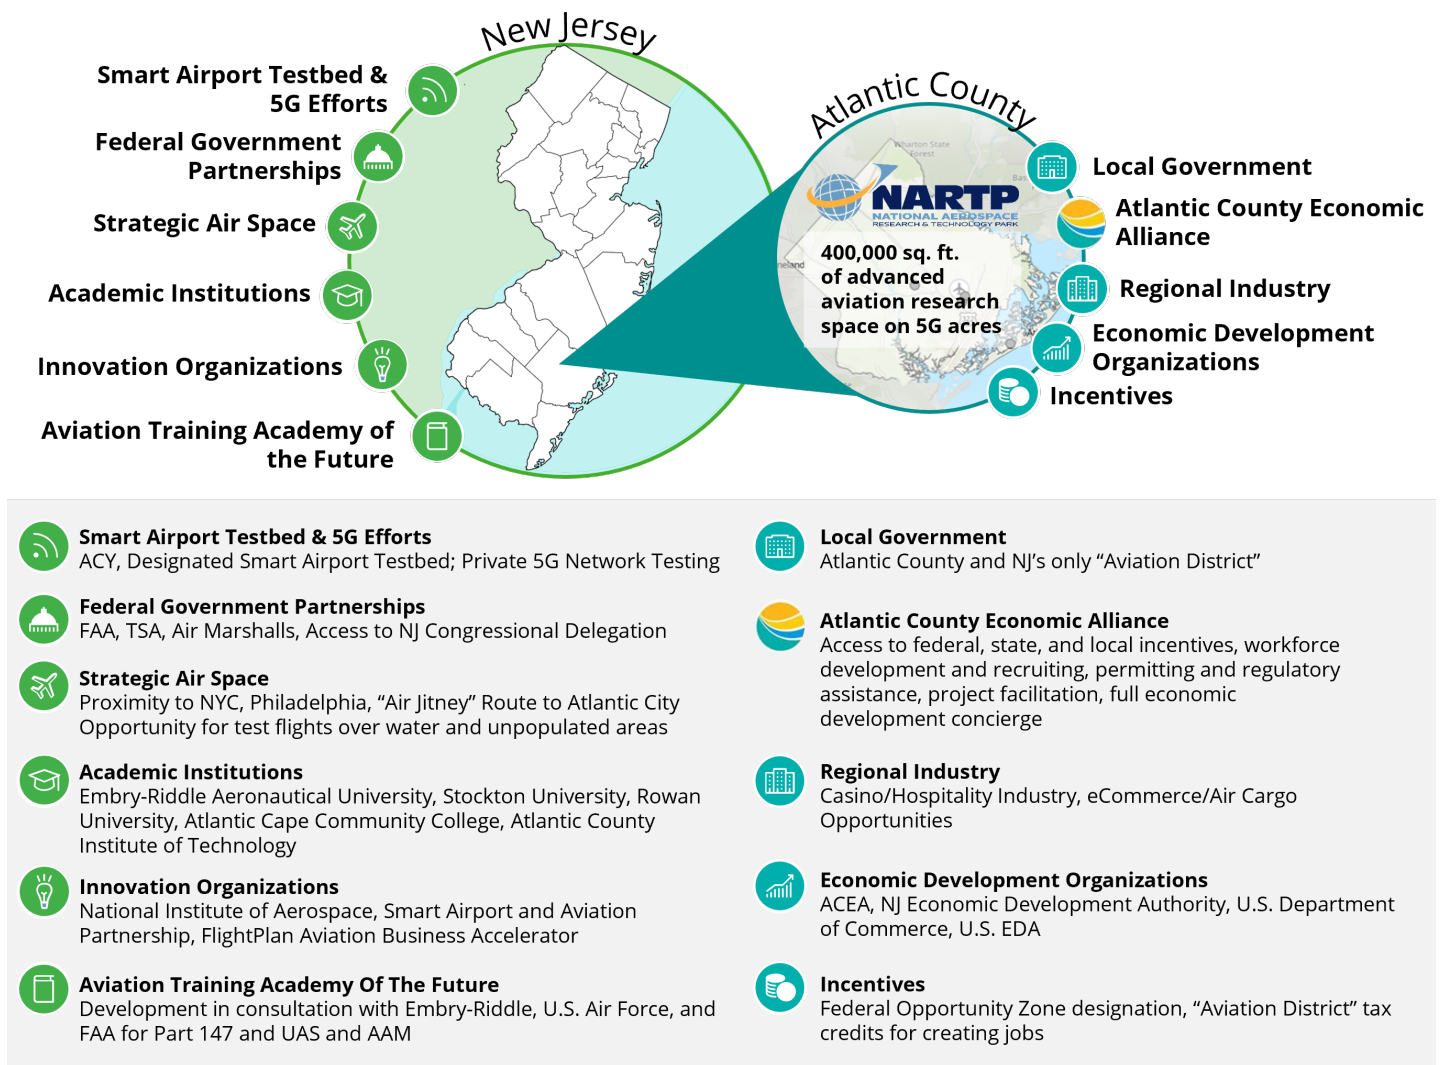 New Jersey
Smart Airport Testbed &
5G Efforts
Federal Government
Partnerships
Strategic Air Space
Academic Institutions
Innovation Organizations
Aviation Training Academy of
the Future
Atlantic County
Wharton State
Forest
Bas
NARTP
NATIONAL AEROSPACE
RESEARCH & TECHNOLOGY PARK
neland
400,000 sq. ft.
of advanced
aviation research
space on 5G acres
Local Government
Atlantic County Economic
Alliance
Regional Industry
Economic Development
Organizations
Incentives
Smart Airport Testbed & 5G Efforts
ACY, Designated Smart Airport Testbed; Private 5G Network Testing
Federal Government Partnerships
FAA, TSA, Air Marshalls, Access to NJ Congressional Delegation
Strategic Air Space
Proximity to NYC, Philadelphia, “Air Jitney” Route to Atlantic City
Opportunity for test flights over water and unpopulated areas
Academic Institutions
Embry-Riddle Aeronautical University, Stockton University, Rowan
University, Atlantic Cape Community College, Atlantic County
Institute of Technology
Innovation Organizations
National Institute of Aerospace, Smart Airport and Aviation
Partnership, FlightPlan Aviation Business Accelerator
Aviation Training Academy Of The Future
Development in consultation with Embry-Riddle, U.S. Air Force, and
FAA for Part 147 and UAS and AAM
Local Government
Atlantic County and NJ’s only “Aviation District”
Atlantic County Economic Alliance
Access to federal, state, and local incentives, workforce
development and recruiting, permitting and regulatory
assistance, project facilitation, full economic
development concierge
Regional Industry
Casino/Hospitality Industry, eCommerce/Air Cargo
Opportunities
Economic Development Organizations
ACEA, NJ Economic Development Authority, U.S. Department
of Commerce, U.S. EDA
Incentives
Federal Opportunity Zone designation, “Aviation District” tax
credits for creating jobs